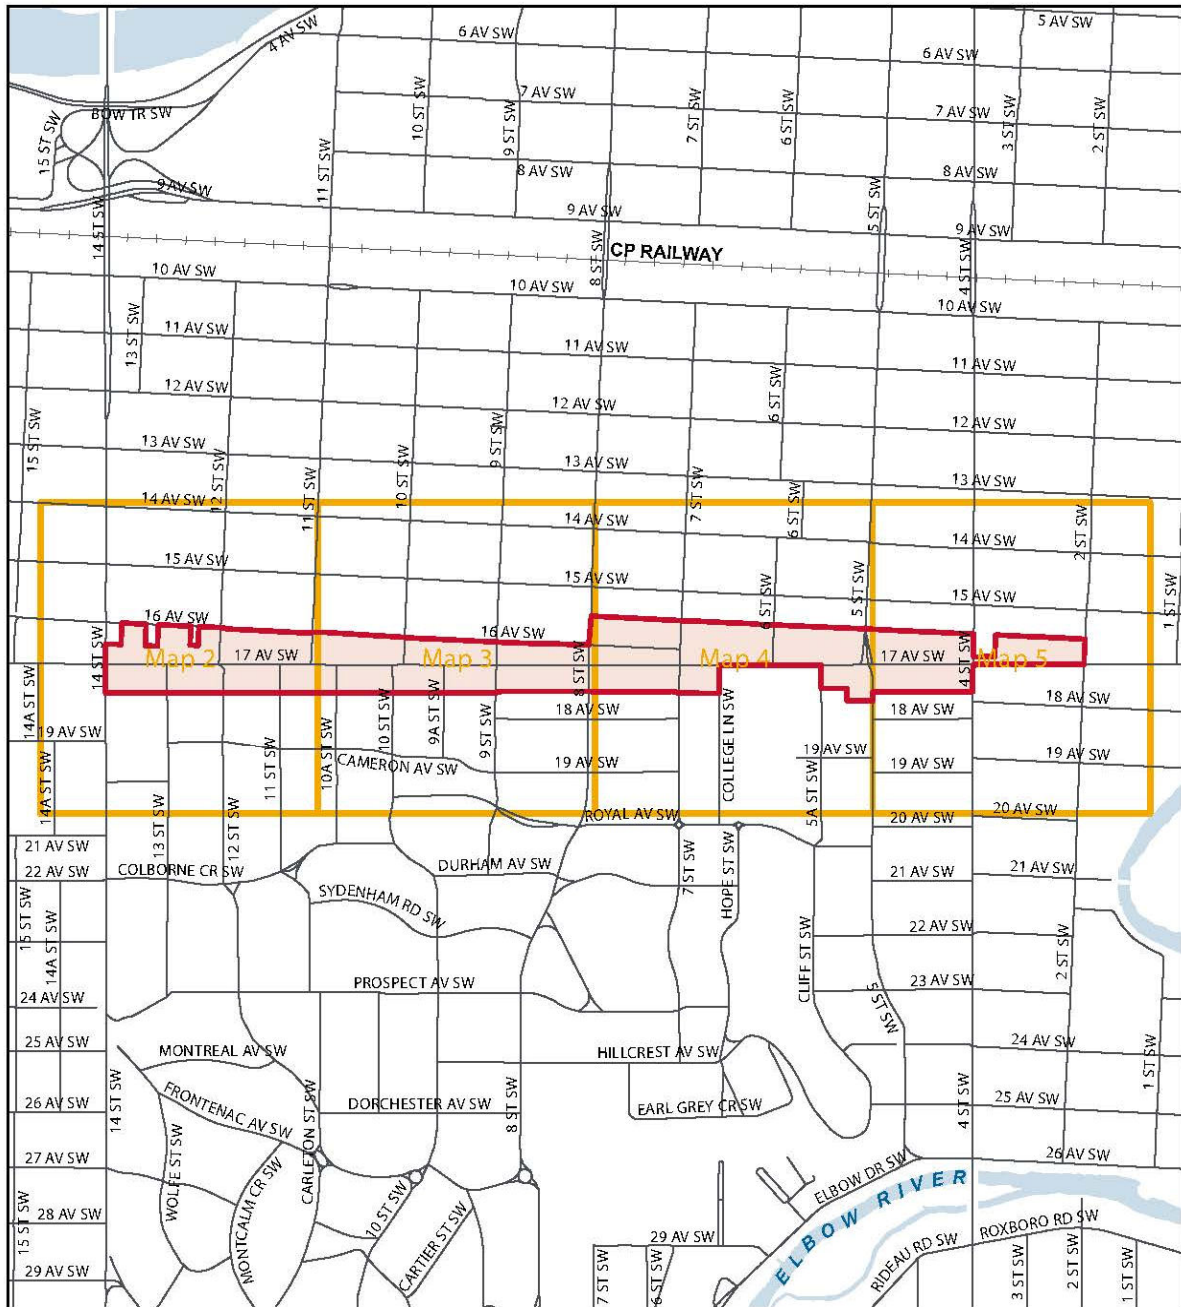 5 AV SW
4 AV SW
6 AV SW
6 AV SW
7 AV SW
10 ST SW
9 ST SW
7 ST SW
6 ST SW
7 AV SW
3 ST SW
2 ST SW
BOW TR SW
15 ST SW
11 ST SW
8 AV SW
8 AV SW
9 AV SW
9 AV SW
5 ST SW
9 AV SW
14 ST SW
8 ST SW
CP RAILWAY
4 ST SW
10 AV SW
10 AV SW
10 AV SW
13 ST SW
11 AV SW
11 AV SW
11 AV SW
12 AV SW
12 AV SW
6 ST SW
12 AV SW
15 ST SW
13 AV SW
12 ST SW
10 ST SW
9 ST SW
13 AV SW
13 AV SW
14 AV SW
11 ST SW
14 AV SW
7 ST SW
6 ST SW
14 AV SW
2 ST SW
15 AV SW
15 AV SW
6 ST SW
5 ST SW
15 AV SW
1 ST SW
16 AV SW
16 AV SW
14 ST SW
Map 2
17 AV SW
Map 3
8 ST SW
Map 4
17 AV SW
4 ST SW
Map 5
14A ST SW
18 AV SW
19 AV SW
10 ST SW
9A ST SW
9 ST SW
18 AV SW
COLLEGE LN SW
18 AV SW
14A ST SW
11 ST SW
10A ST SW
CAMERON AV SW
19 AV SW
19 AV SW
19 AV SW
19 AV SW
13 ST SW
12 ST SW
ROYAL AV SW
5A ST SW
20 AV SW
20 AV SW
21 AV SW
22 AV SW
COLBORNE CR SW
DURHAM AV SW
7 ST SW
HOPE ST SW
21 AV SW
21 AV SW
15 ST SW
14A ST SW
SYDENHAM RD SW
22 AV SW
2 ST SW
24 AV SW
PROSPECT AV SW
CLIFF ST SW
23 AV SW
5 ST SW
25 AV SW
MONTREAL AV SW
HILLCREST AV SW
24 AV SW
1 ST SW
26 AV SW
14 ST SW
FRONTENAC AV SW
CARLETON ST SW
DORCHESTER AV SW
8 ST SW
EARL GREY CR SW
4 ST SW
25 AV SW
27 AV SW
WOLFE ST SW
MONTCALM CR SW
26 AV SW
ELBOW DR SW
ELBOW RIVER
28 AV SW
15 ST SW
10 ST SW
CARTIER ST SW
29 AV SW
RIDEAU RD SW
ROXBORO RD SW
29 AV SW
7 ST SW
6 ST SW
3 ST SW
2 ST SW
1 ST SW